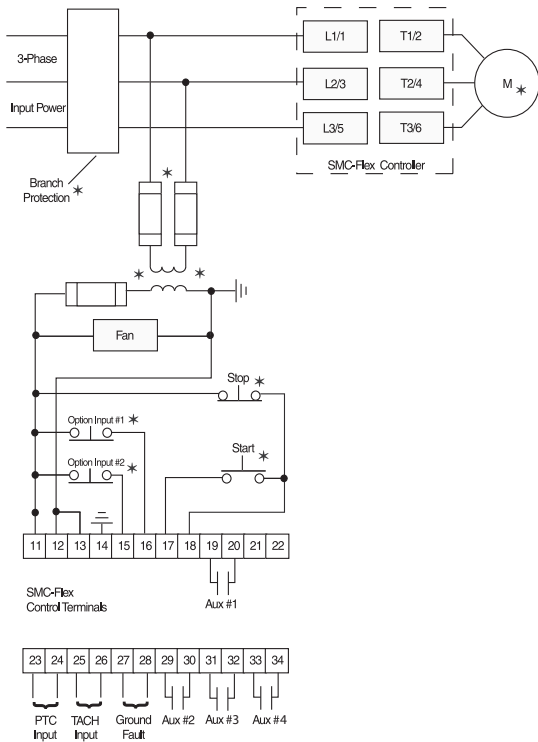 3-Phase
Input Power
Branch
Protection *
L1/1 T1/2
L2/3 T2/4
L3/5 T3/6
M *
SMC-Flex Controller
*
* *
Fan
Stop *
Option Input #1 *
Start *
Option Input #2 *
11 12 13 14 15 16 17 18 19 20 21 22
SMC-Flex
Control Terminals
Aux #1
23 24 25 26 27 28 29 30 31 32 33 34
PTC
Input
TACH
Input
Ground
Fault
Aux #2 Aux #3 Aux #4